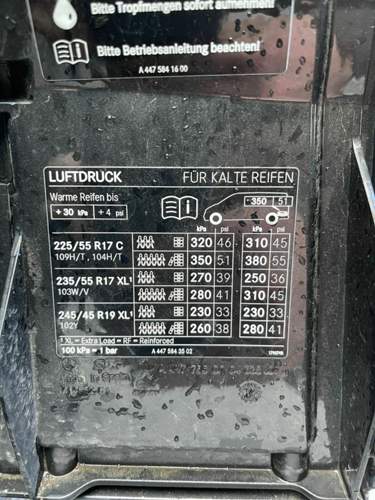 Bitte Tropfmengen sofort aufnehmen!
Bitte Betriebsanleitung beachten!
A 447 584 16 00
LUFTDRUCK FÜR KALTE REIFEN
Warme Reifen bis
+ 30 kPa + 4 psi
350 51
kPa psi kPa psi
225/55 R17 C 320 46 310 45
109H/T , 104H/T 350 51 380 55
235/55 R17 XL¹ 270 39 250 36
103W/V 280 41 310 45
245/45 R19 XL¹ 230 33 230 33
102Y 260 38 280 41
¹ XL = Extra Load = RF = Reinforced
100 kPa = 1 bar A 447 584 35 02